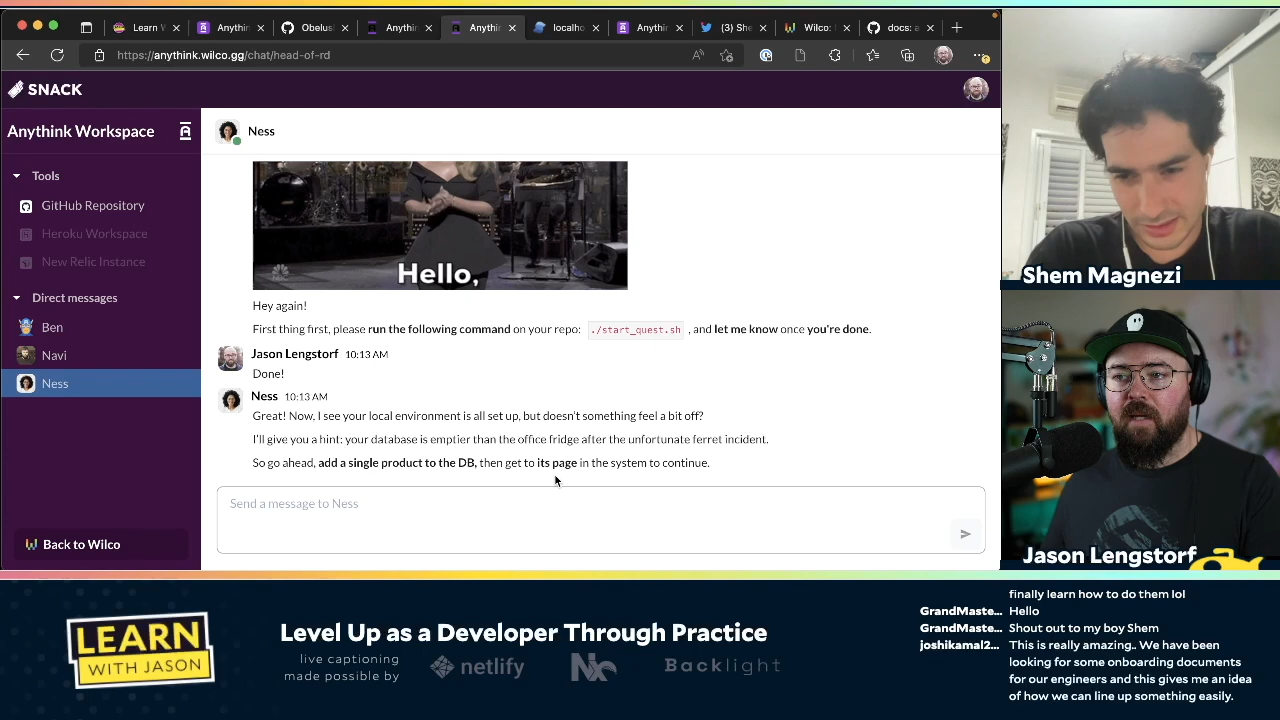 Learn W
Anythin
Obelus
Anythin
Anythin
localho
Anythin
(3) She
Wilco:
docs: a
https://anythink.wilco.gg/chat/head-of-rd
SNACK
Anythink Workspace
Tools
GitHub Repository
Heroku Workspace
New Relic Instance
Direct messages
Ben
Navi
Ness
Back to Wilco
Ness
Hello,
Hey again!
First thing first, please run the following command on your repo: ./start_quest.sh , and let me know once you're done.
Jason Lengstorf 10:13 AM
Done!
Ness 10:13 AM
Great! Now, I see your local environment is all set up, but doesn't something feel a bit off?
I'll give you a hint: your database is emptier than the office fridge after the unfortunate ferret incident.
So go ahead, add a single product to the DB, then get to its page in the system to continue.
Send a message to Ness
Shem Magnezi
Jason Lengstorf
LEARN
WITH JASON
Level Up as a Developer Through Practice
live captioning
made possible by
netlify
Nx
Backlight
finally learn how to do them lol
GrandMaste... Hello
GrandMaste... Shout out to my boy Shem
joshikamal2... This is really amazing.. We have been
looking for some onboarding documents
for our engineers and this gives me an idea
of how we can line up something easily.